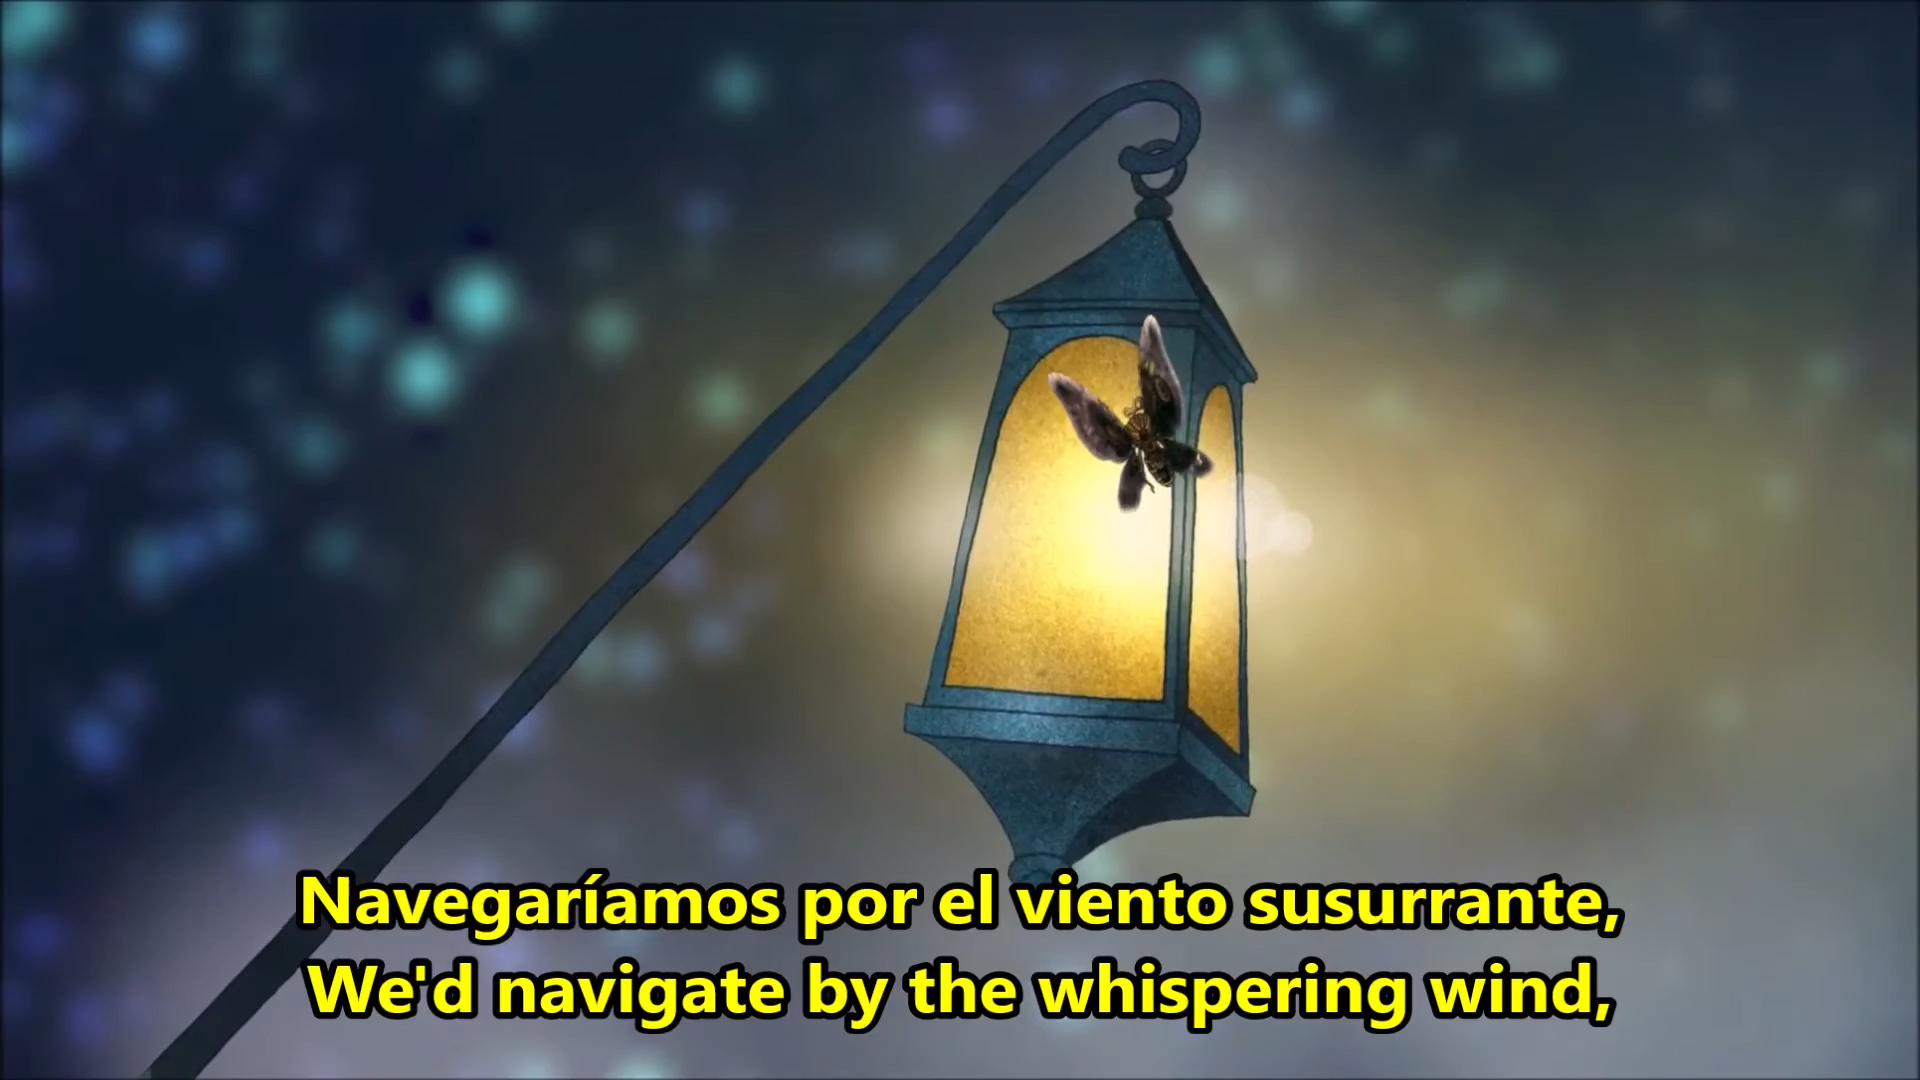 Navegaríamos por el viento susurrante,
We'd navigate by the whispering wind,